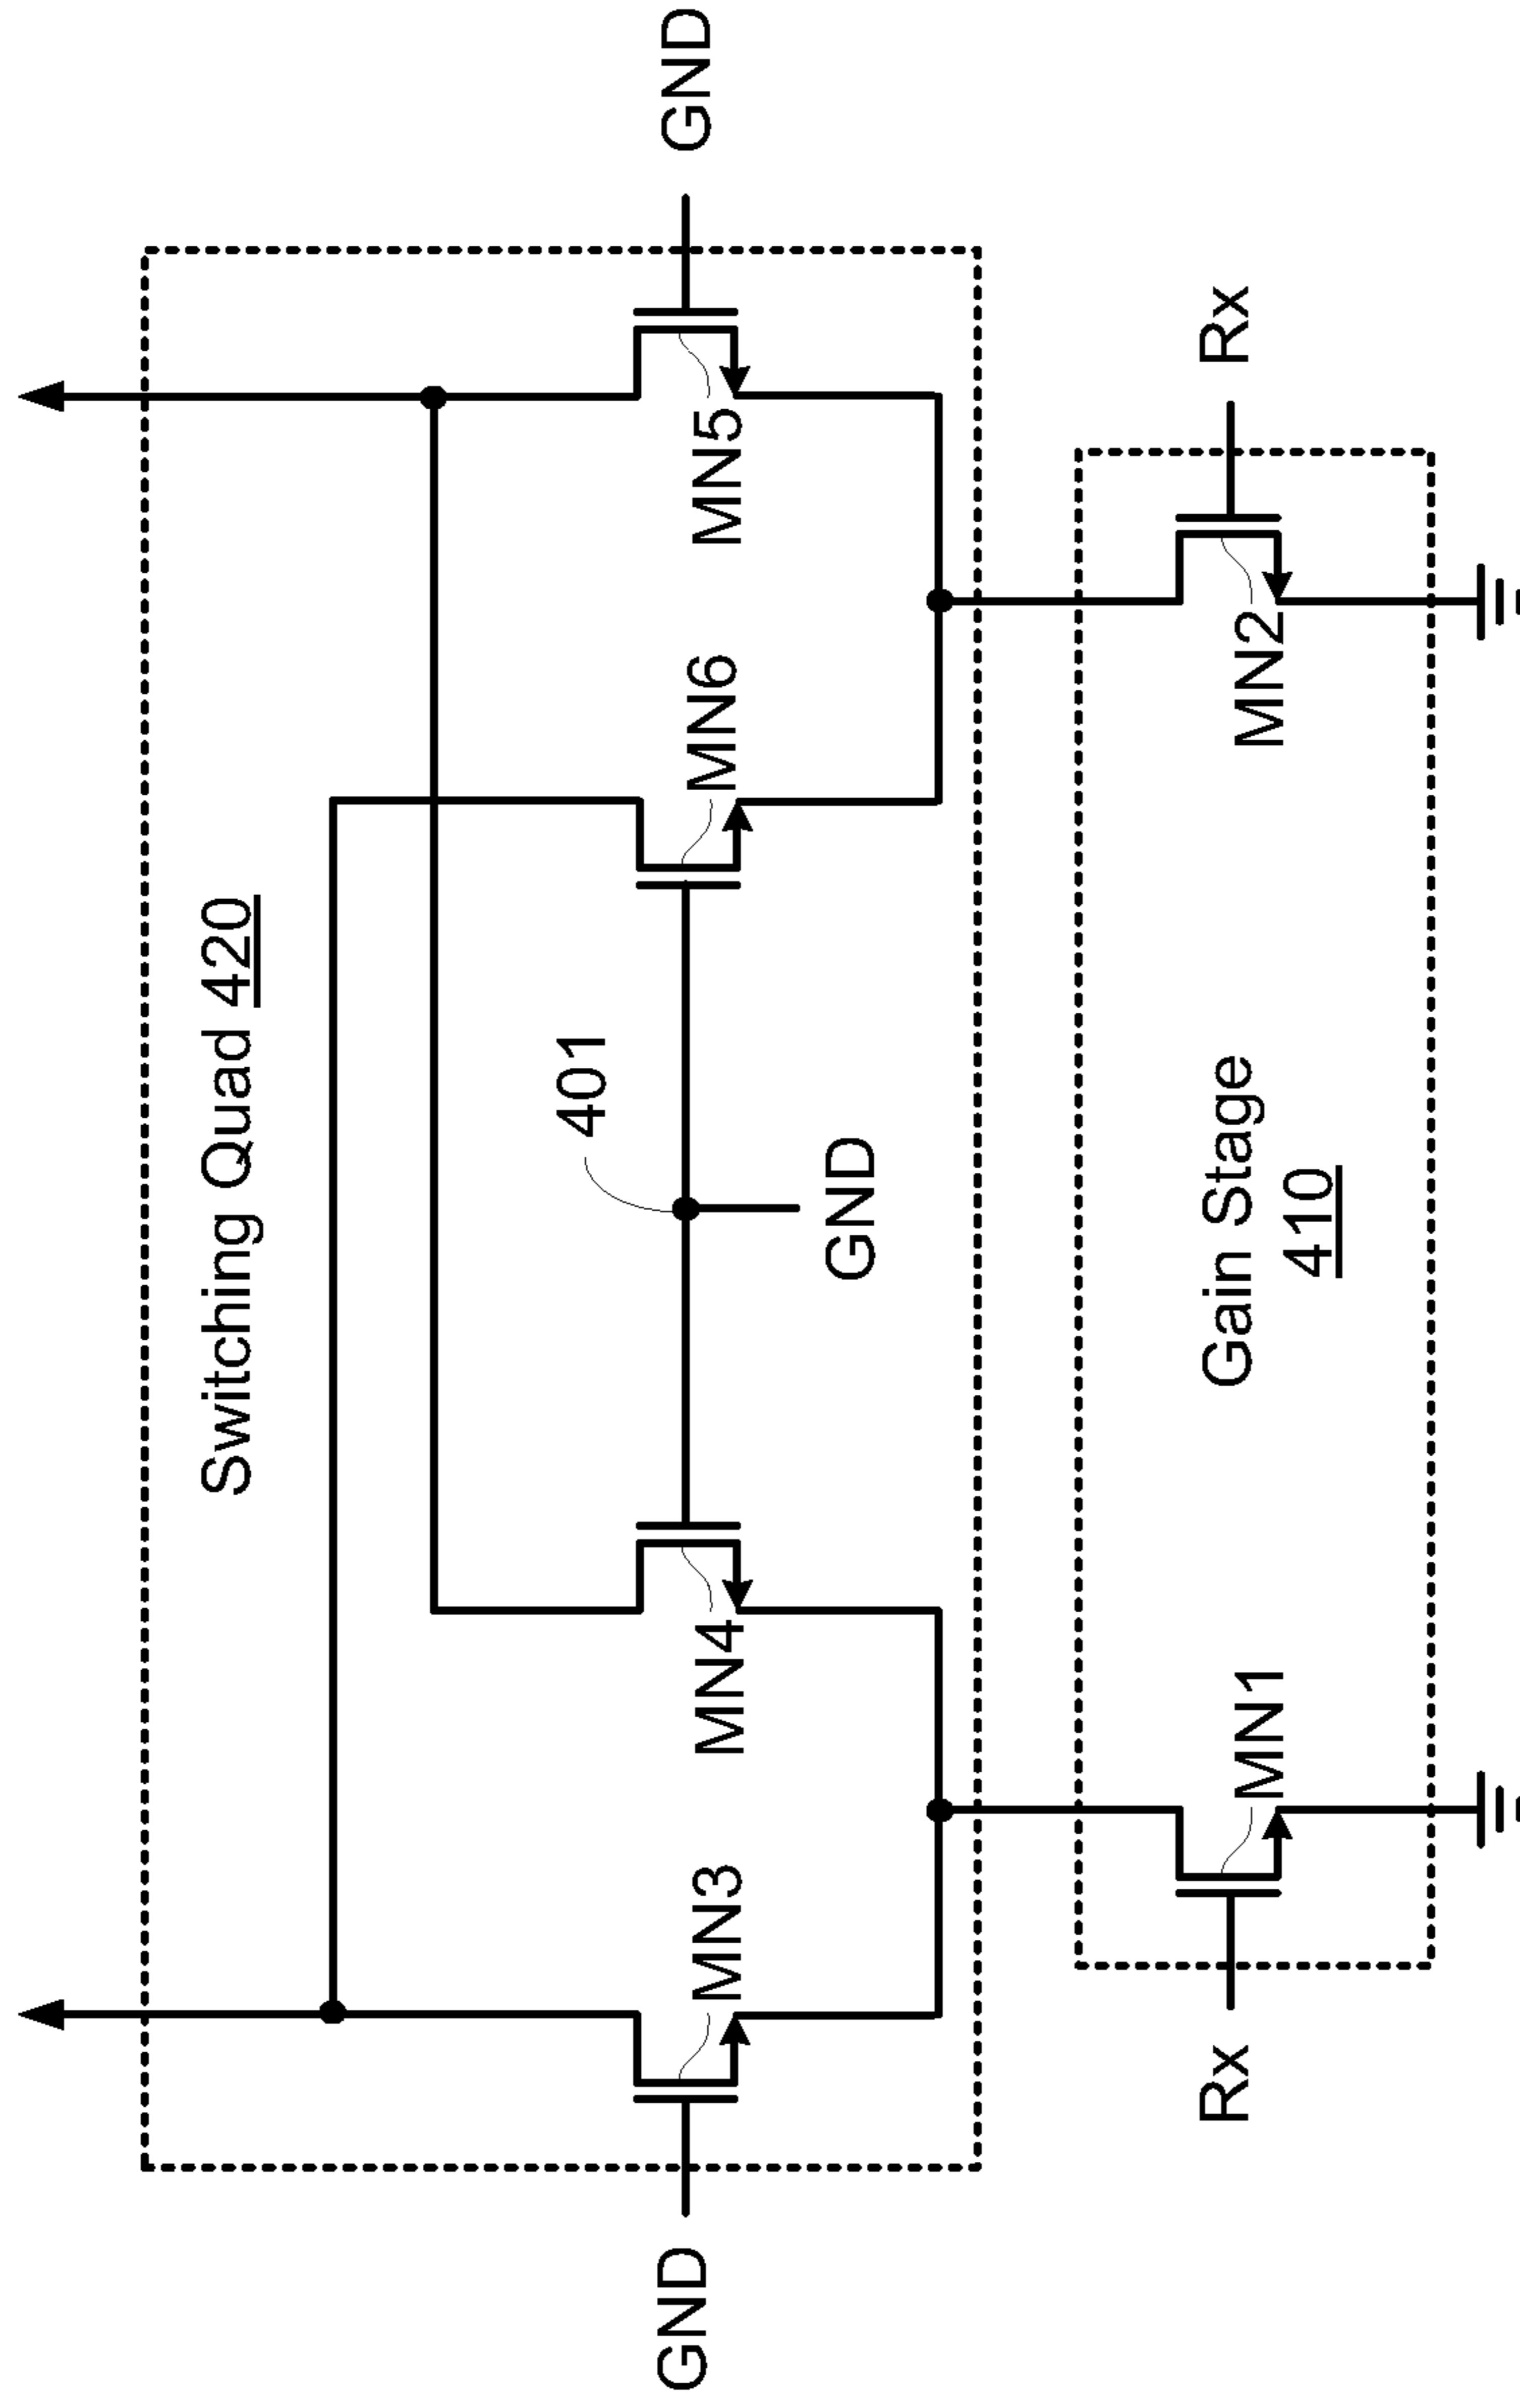 Switching Quad 420
401
GND
MN3
MN4
MN6
MN5
GND
GND
Rx
MN1
Gain Stage
410
MN2
Rx